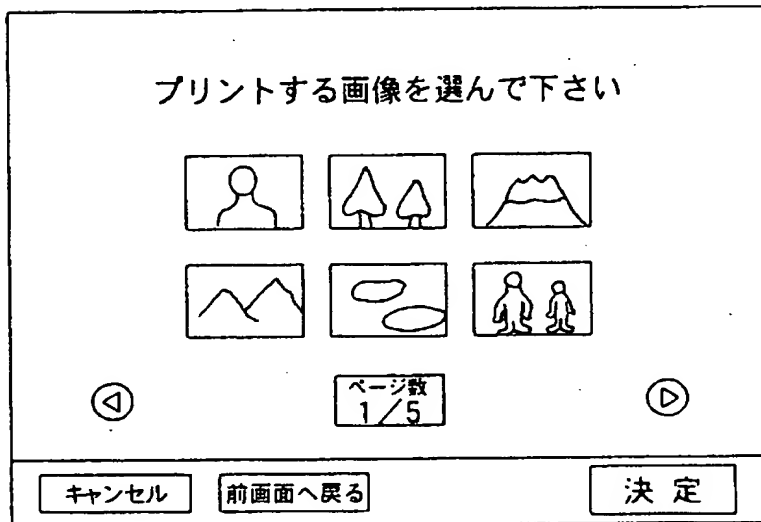 プリントする画像を選んで下さい
ページ数
1／5
キャンセル
前画面へ戻る
決 定